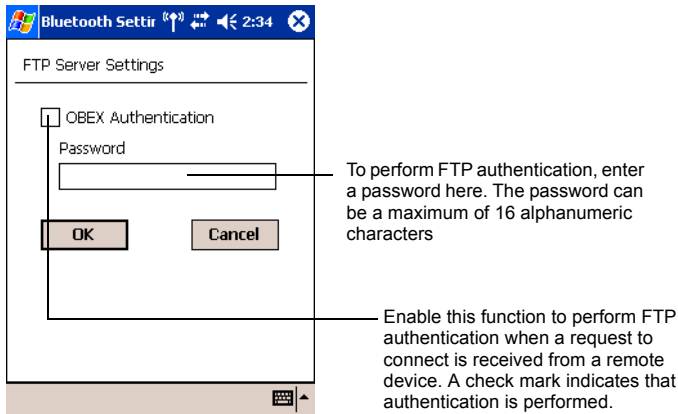 Bluetooth Settir 2:34
FTP Server Settings
OBEX Authentication
Password
OK Cancel
To perform FTP authentication, enter
a password here. The password can
be a maximum of 16 alphanumeric
characters
Enable this function to perform FTP
authentication when a request to
connect is received from a remote
device. A check mark indicates that
authentication is performed.